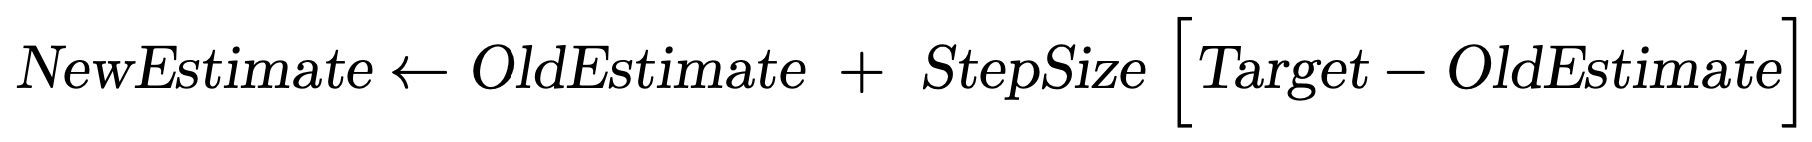 NewEstimate ← OldEstimate + StepSize [Target − OldEstimate]